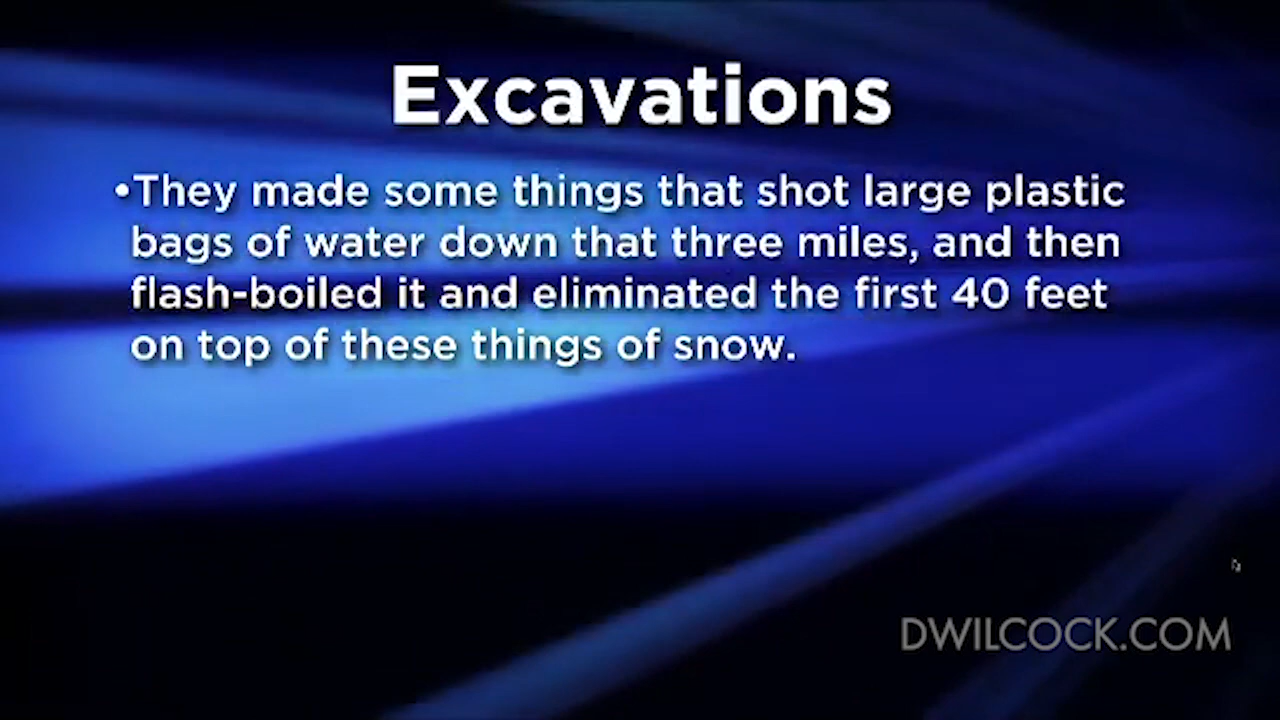 Excavations
•They made some things that shot large plastic
bags of water down that three miles, and then
flash-boiled it and eliminated the first 40 feet
on top of these things of snow.
DWILCOCK.COM